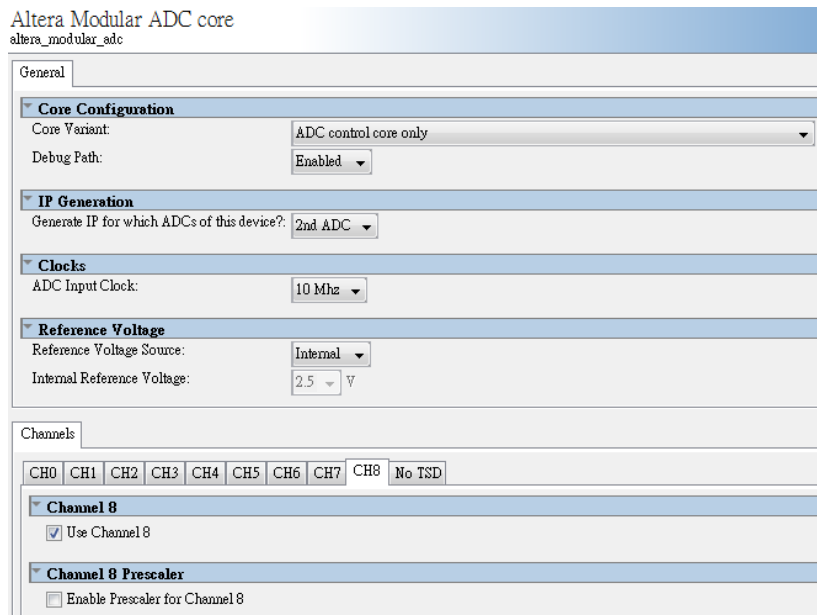 Altera Modular ADC core
altera_modular_adc
General
Core Configuration
Core Variant: ADC control core only
Debug Path: Enabled
IP Generation
Generate IP for which ADCs of this device?: 2nd ADC
Clocks
ADC Input Clock: 10 Mhz
Reference Voltage
Reference Voltage Source: Internal
Internal Reference Voltage: 2.5 V
Channels
CH0 CH1 CH2 CH3 CH4 CH5 CH6 CH7 CH8 No TSD
Channel 8
Use Channel 8
Channel 8 Prescaler
Enable Prescaler for Channel 8